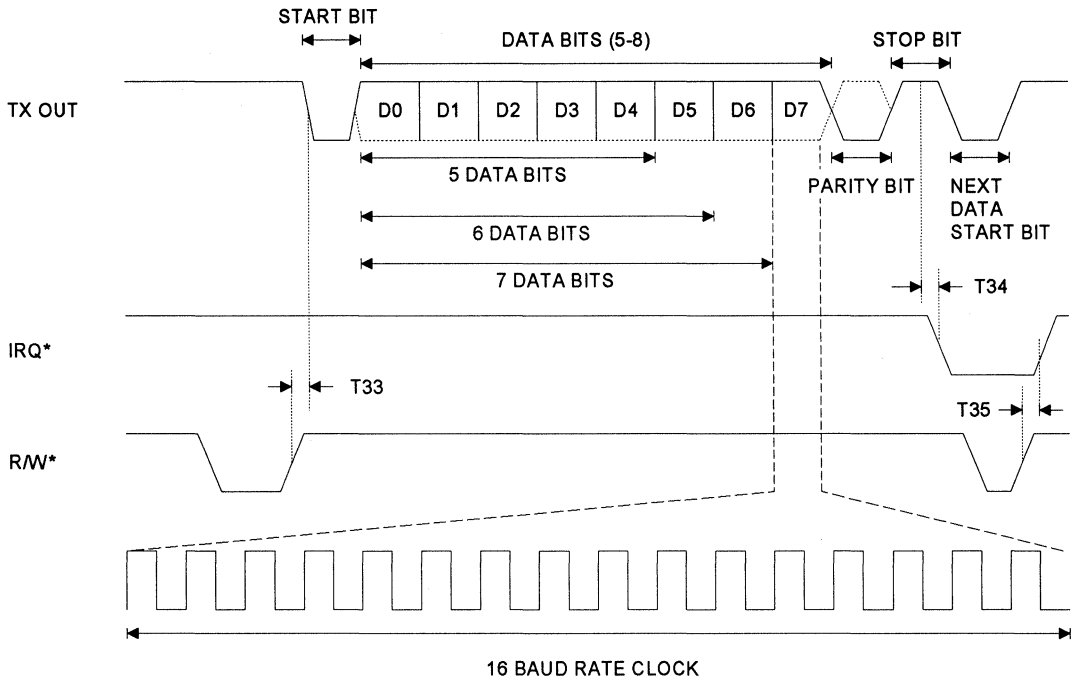 START BIT
DATA BITS (5-8)
STOP BIT
TX OUT
D0 D1 D2 D3 D4 D5 D6 D7
5 DATA BITS
PARITY BIT
NEXT
DATA
START BIT
6 DATA BITS
7 DATA BITS
T34
IRQ*
T33
T35
R/W*
16 BAUD RATE CLOCK